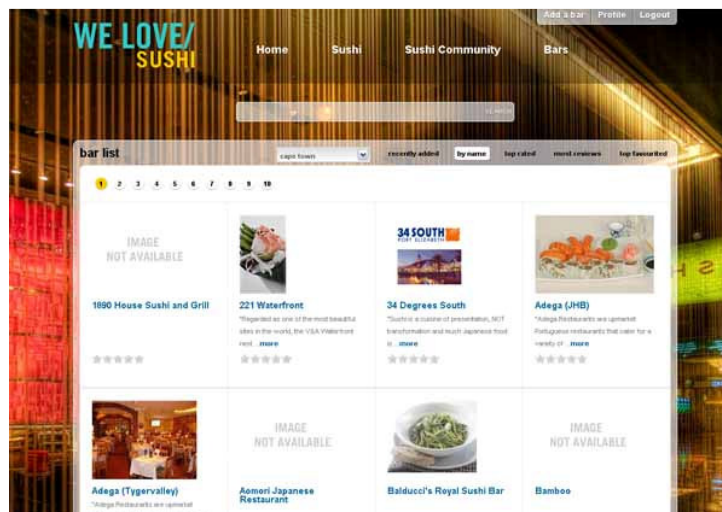 Add a bar Profile Logout
WE LOVE/
SUSHI
Home Sushi Sushi Community Bars
SEARCH
bar list
cape town
recently added by name top rated most reviews top favourited
1 2 3 4 5 6 7 8 9 10
IMAGE
NOT AVAILABLE
1890 House Sushi and Grill
221 Waterfront
"Regarded as one of the most beautiful
sites in the world, the V&A Waterfront
next ...more
34 SOUTH
PORT ELIZABETH
34 Degrees South
"Sushi is a cuisine of presentation, NOT
transformation and much Japanese food
is ...more
Adega (JHB)
"Adega Restaurants are upmarket
Portuguese restaurants that cater for a
variety of ...more
Adega (Tygervalley)
"Adega Restaurants are upmarket
IMAGE
NOT AVAILABLE
Aomori Japanese
Restaurant
Balducci's Royal Sushi Bar
IMAGE
NOT AVAILABLE
Bamboo